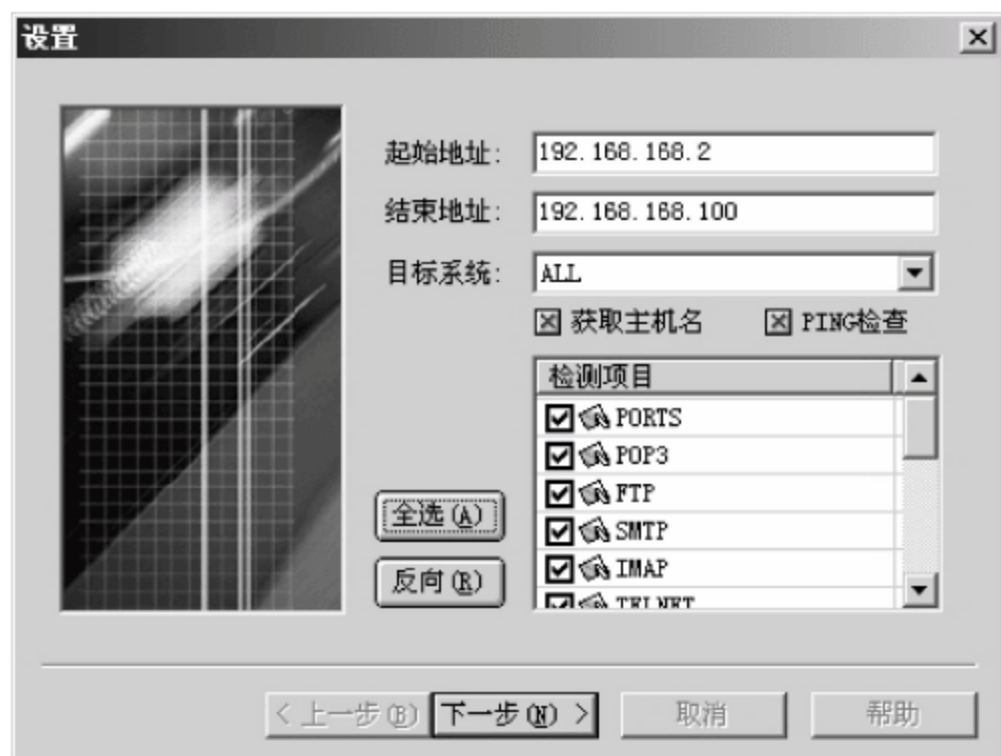 设置
起始地址: 192.168.168.2
结束地址: 192.168.168.100
目标系统: ALL
获取主机名 PING检查
检测项目
PORTS
POP3
FTP
全选(A)
SMTP
IMAP
反向(R)
TELNET
< 上一步(B) 下一步(N) > 取消 帮助